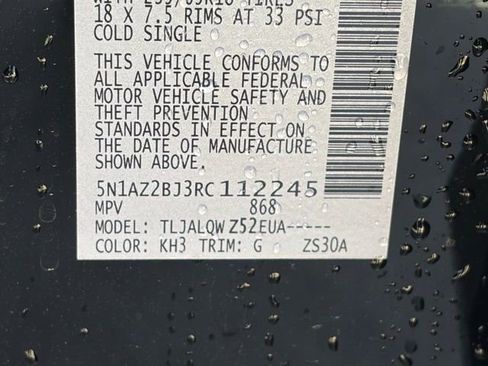 18 X 7.5 RIMS AT 33 PSI
COLD SINGLE
THIS VEHICLE CONFORMS TO
ALL APPLICABLE FEDERAL
MOTOR VEHICLE SAFETY AND
THEFT PREVENTION
STANDARDS IN EFFECT ON
THE DATE OF MANUFACTURE
SHOWN ABOVE.
5N1AZ2BJ3RC112245
MPV 868
MODEL: TLJALQWZ52EUA-----
COLOR: KH3 TRIM: G ZS30A